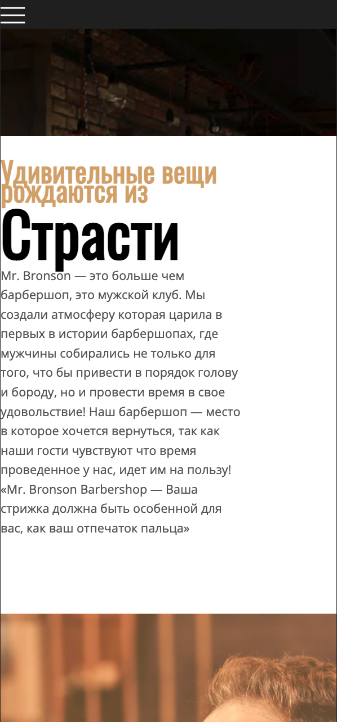 Удивительные вещи
рождаются из
Страсти
Mr. Bronson — это больше чем
барбершоп, это мужской клуб. Мы
создали атмосферу которая царила в
первых в истории барбершопах, где
мужчины собирались не только для
того, что бы привести в порядок голову
и бороду, но и провести время в свое
удовольствие! Наш барбершоп — место
в которое хочется вернуться, так как
наши гости чувствуют что время
проведенное у нас, идет им на пользу!
«Mr. Bronson Barbershop — Ваша
стрижка должна быть особенной для
вас, как ваш отпечаток пальца»